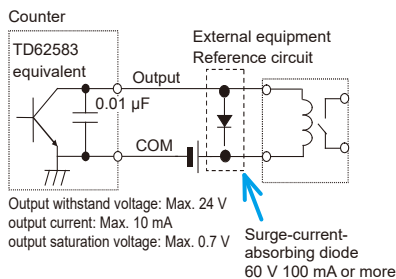 Counter
TD62583
equivalent
0.01 µF
Output
COM
External equipment
Reference circuit
Output withstand voltage: Max. 24 V
output current: Max. 10 mA
output saturation voltage: Max. 0.7 V
Surge-current-
absorbing diode
60 V 100 mA or more